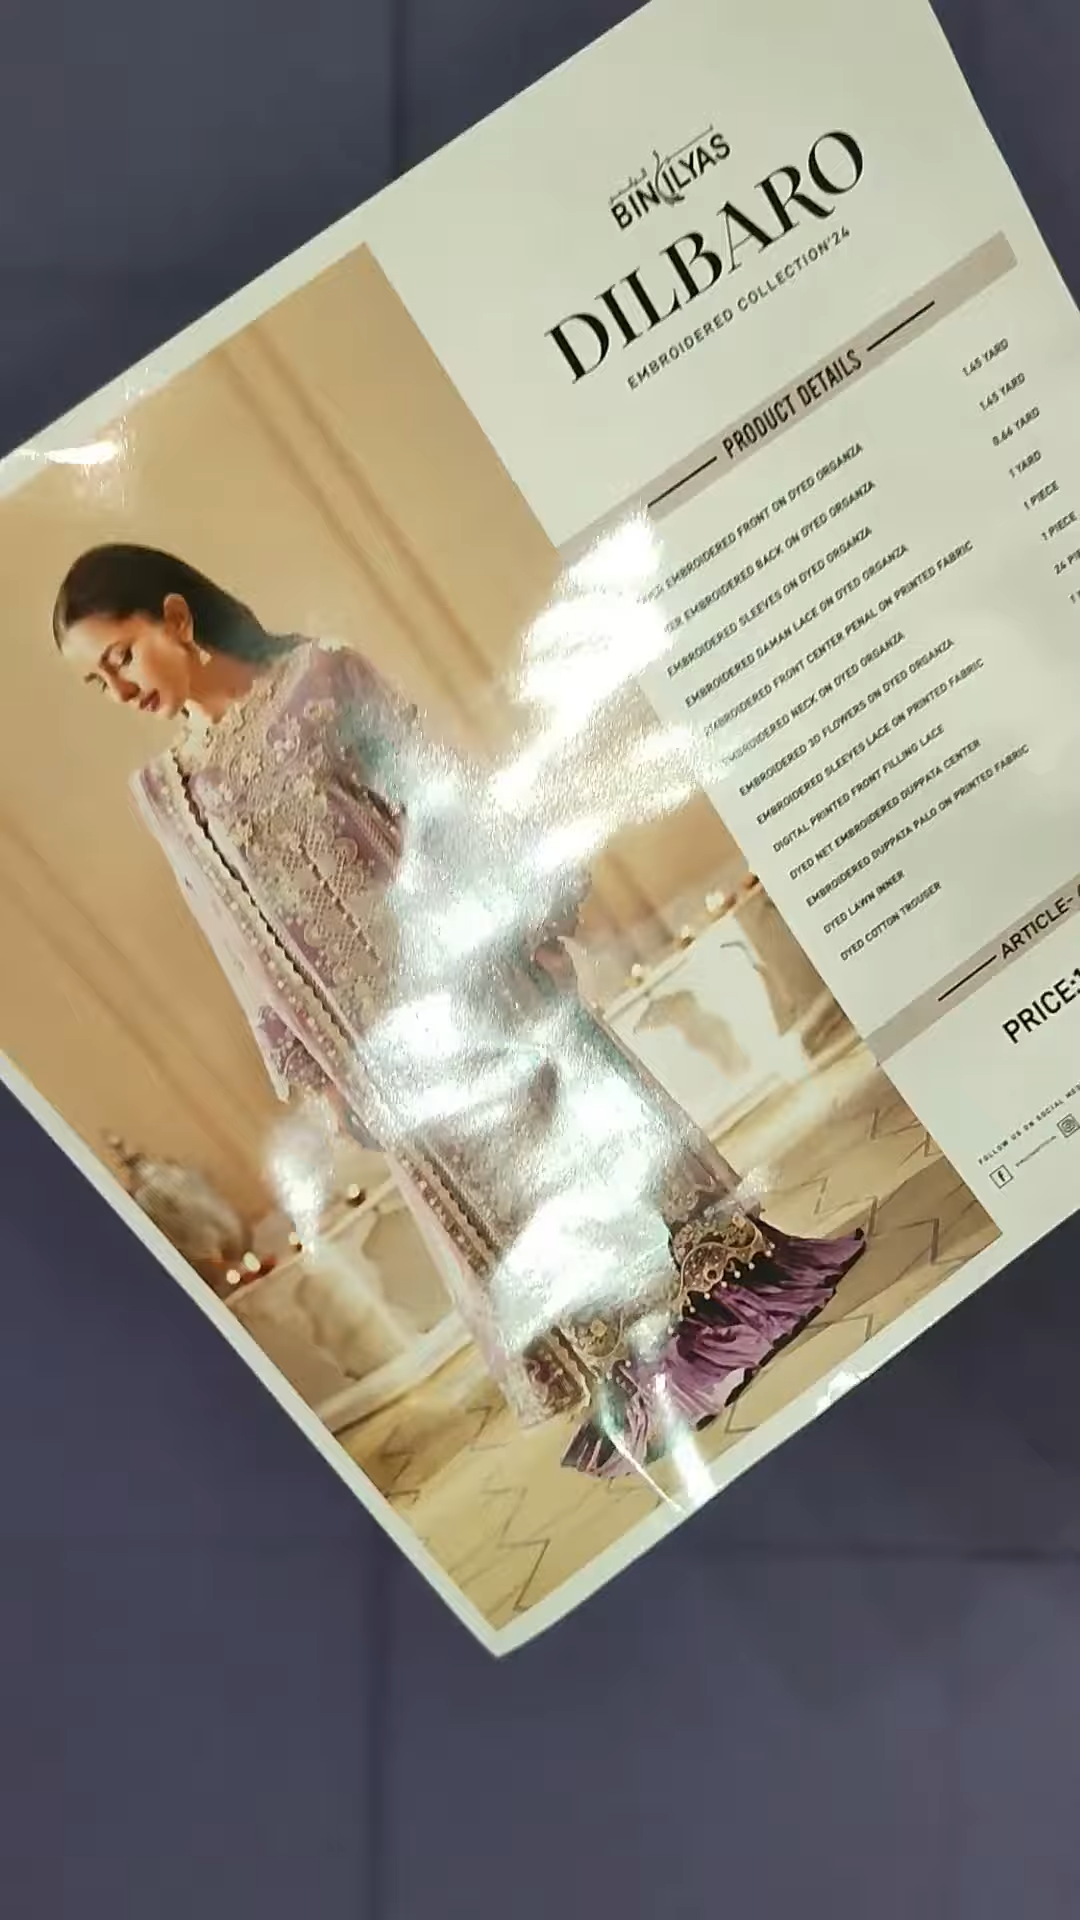 BIN ILYAS
DILBARO
EMBROIDERED COLLECTION'24
PRODUCT DETAILS
EMBROIDERED FRONT ON DYED ORGANZA 1.45 YARD
EMBROIDERED BACK ON DYED ORGANZA 1.45 YARD
EMBROIDERED SLEEVES ON DYED ORGANZA 0.66 YARD
EMBROIDERED DAMAN LACE ON DYED ORGANZA 1 YARD
EMBROIDERED FRONT CENTER PENAL ON PRINTED FABRIC 1 PIECE
EMBROIDERED NECK ON DYED ORGANZA 1 PIECE
EMBROIDERED 3D FLOWERS ON DYED ORGANZA
EMBROIDERED SLEEVES LACE ON PRINTED FABRIC
DIGITAL PRINTED FRONT FILLING LACE
DYED NET EMBROIDERED DUPPATA CENTER
EMBROIDERED DUPPATA PALO ON PRINTED FABRIC
DYED LAWN INNER
DYED COTTON TROUSER
ARTICLE-
PRICE:
FOLLOW US ON SOCIAL